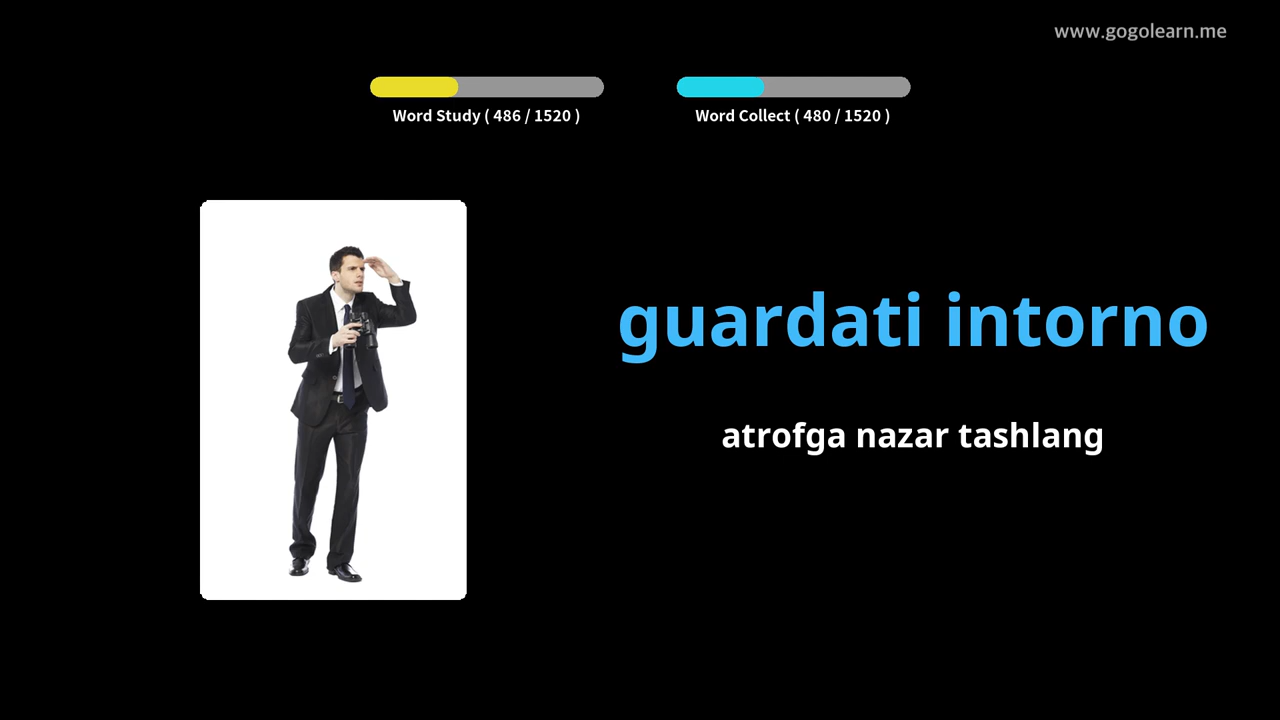 www.gogolearn.me
Word Study ( 486 / 1520 )
Word Collect ( 480 / 1520 )
guardati intorno
atrofga nazar tashlang